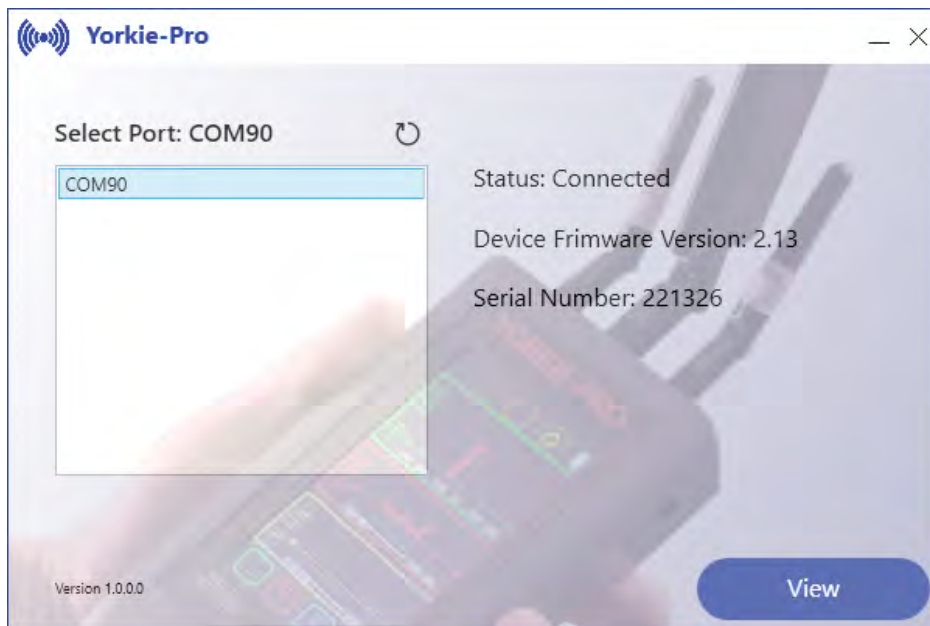 Yorkie-Pro
Select Port: COM90
COM90
Status: Connected
Device Frimware Version: 2.13
Serial Number: 221326
Version 1.0.0.0
View